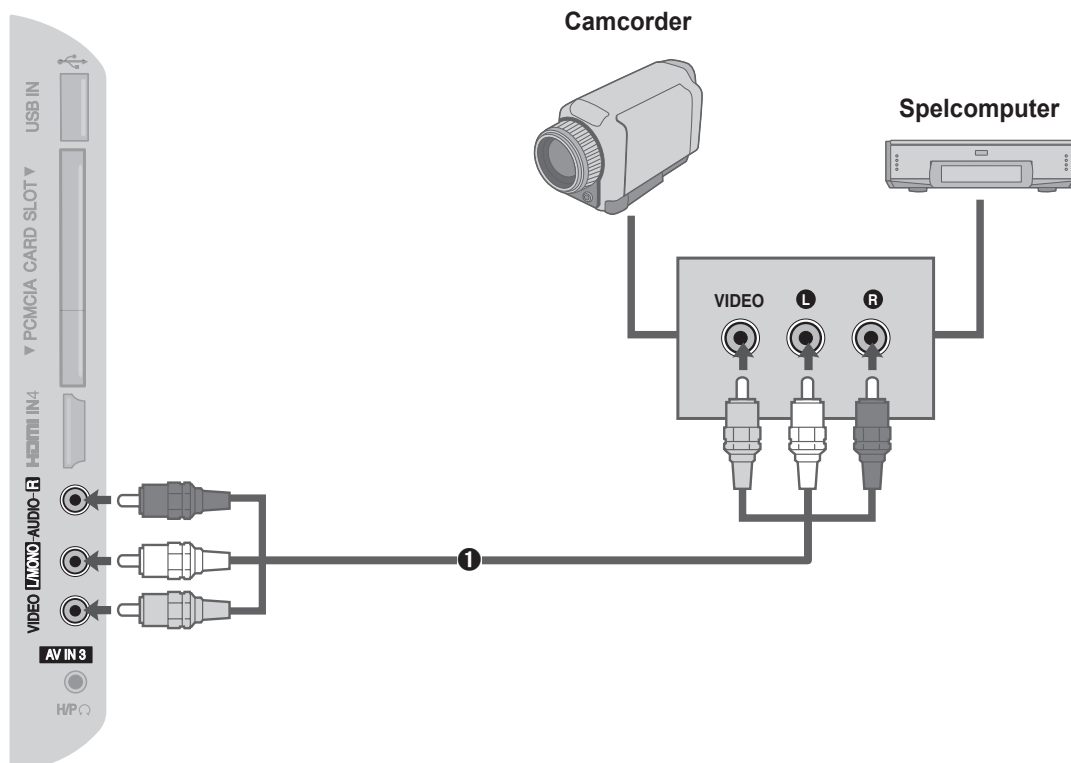 Camcorder
Spelcomputer
USB IN
▼ PCMCIA CARD SLOT ▼
HDMI IN4
VIDEO L/MONO-AUDIO-R
AV IN 3
H/P
VIDEO L R
1